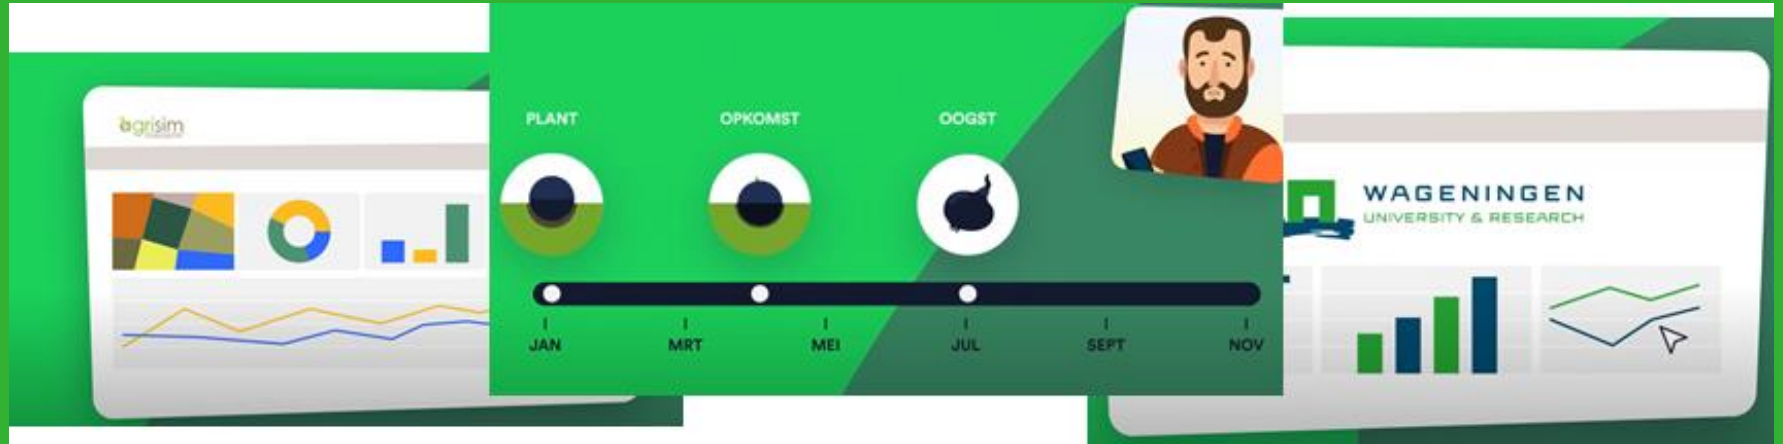 agrisim
PLANT OPKOMST OOGST
JAN MRT MEI JUL SEPT NOV
WAGENINGEN
UNIVERSITY & RESEARCH